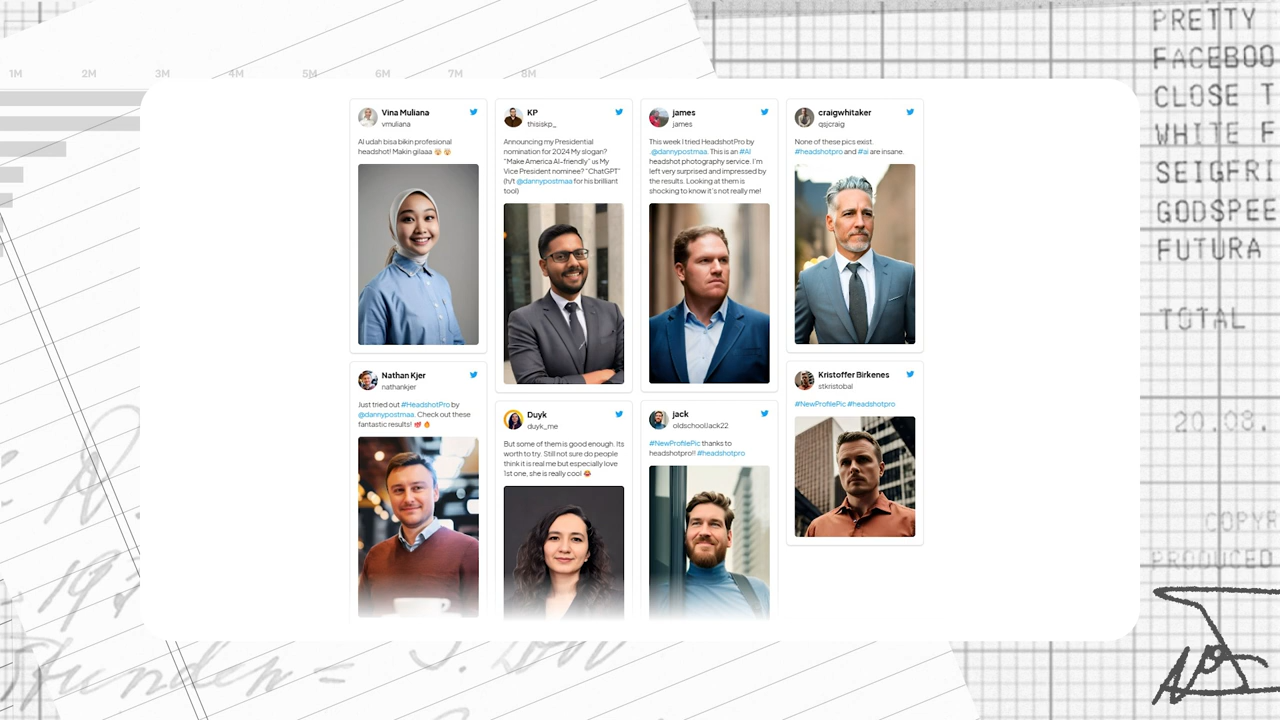 1M 2M 3M 4M 5M 6M 7M 8M
Vina Muliana
vmuliana
AI udah bisa bikin profesional
headshot! Makin gilaaa 🤯 🤯
KP
thisiskp_
Announcing my Presidential
nomination for 2024 My slogan?
"Make America AI-friendly" us My
Vice President nominee? "ChatGPT"
(h/t @dannypostmaa for his brilliant
tool)
james
james
This week I tried HeadshotPro by
.@dannypostmaa. This is an #AI
headshot photography service. I'm
left very surprised and impressed by
the results. Looking at them is
shocking to know it's not really me!
craigwhitaker
qsjcraig
None of these pics exist.
#headshotpro and #ai are insane.
Nathan Kjer
nathankjer
Just tried out #HeadshotPro by
@dannypostmaa. Check out these
fantastic results! 💯 🔥
Duyk
duyk_me
But some of them is good enough. Its
worth to try. Still not sure do people
think it is real me but especially love
1st one, she is really cool 😂
jack
oldschoolJack22
#NewProfilePic thanks to
headshotpro!! #headshotpro
Kristoffer Birkenes
stkristobal
#NewProfilePic #headshotpro
PRETTY
FACEBOO
CLOSE T
WHITE F
SEIGFRI
GODSPEE
FUTURA
TOTAL
COPYR
PRODUCED